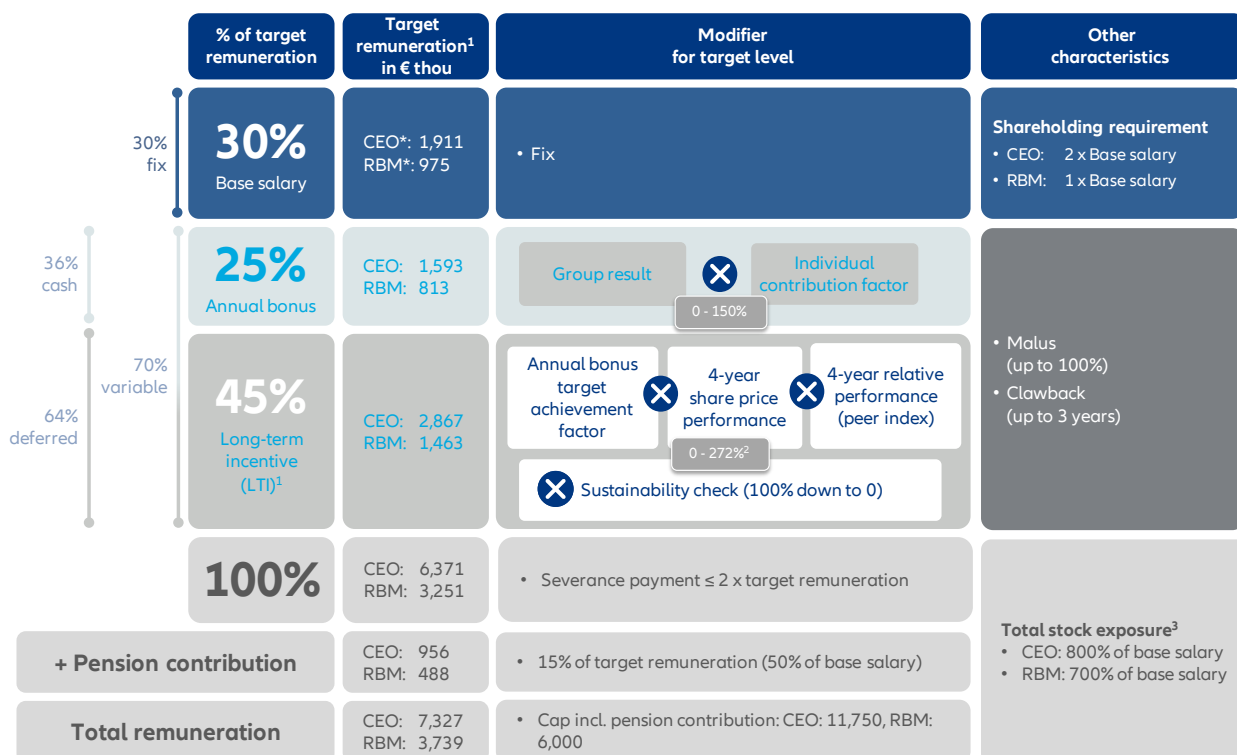 % of target
remuneration
Target
remuneration¹
in € thou
Modifier
for target level
Other
characteristics
30%
fix
30%
Base salary
CEO*: 1,911
RBM*: 975
• Fix
Shareholding requirement
• CEO: 2 x Base salary
• RBM: 1 x Base salary
36%
cash
70%
variable
64%
deferred
25%
Annual bonus
CEO: 1,593
RBM: 813
Group result
Individual
contribution factor
0 - 150%
45%
Long-term
incentive
(LTI)¹
CEO: 2,867
RBM: 1,463
Annual bonus
target
achievement
factor
4-year
share price
performance
4-year relative
performance
(peer index)
0 - 272%²
Sustainability check (100% down to 0)
• Malus
(up to 100%)
• Clawback
(up to 3 years)
100%
CEO: 6,371
RBM: 3,251
• Severance payment ≤ 2 x target remuneration
+ Pension contribution
CEO: 956
RBM: 488
• 15% of target remuneration (50% of base salary)
Total stock exposure³
• CEO: 800% of base salary
• RBM: 700% of base salary
Total remuneration
CEO: 7,327
RBM: 3,739
• Cap incl. pension contribution: CEO: 11,750, RBM:
6,000